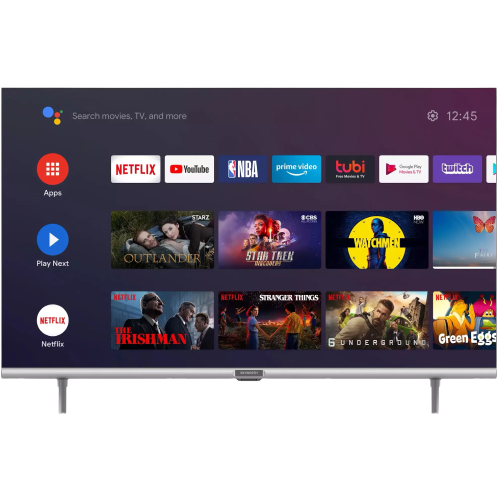 Search movies, TV, and more
12:45
Apps
NETFLIX
YouTube
NBA
prime video
tubi
Free Movies & TV
Google Play
Movies & TV
twitch
Play Next
STARZ
OUTLANDER
CBS
STAR TREK
DISCOVERY
HBO
NOW
WATCHMEN
NETFLIX
Netflix
NETFLIX
THE
IRISHMAN
NETFLIX
STRANGER THINGS
NETFLIX
6 UNDERGROUND
NETFLIX
Green Eggs